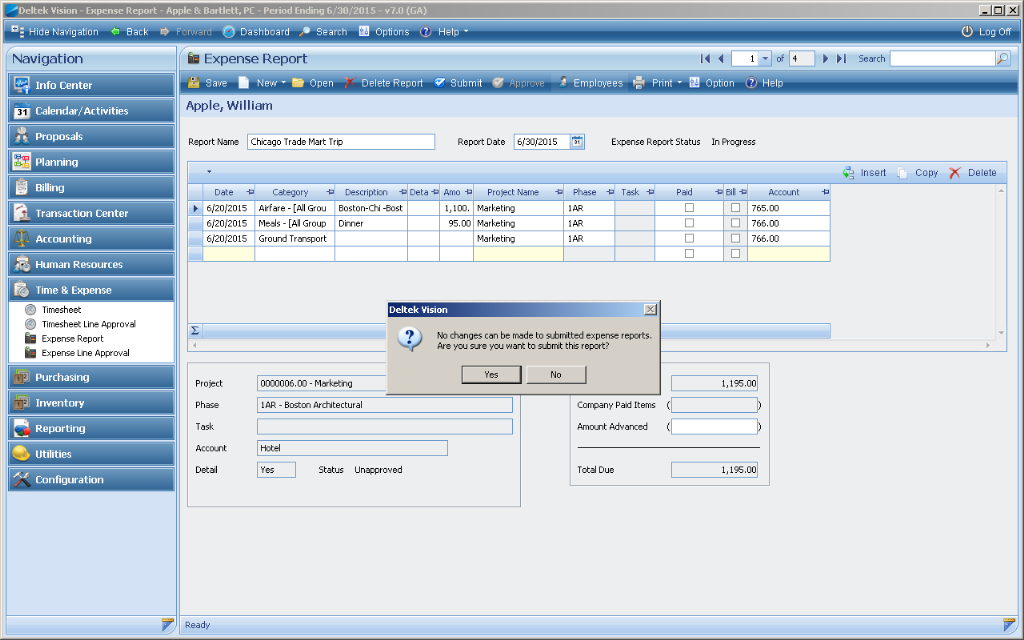 Deltek Vision - Expense Report - Apple & Bartlett, PC - Period Ending 6/30/2015 - v7.0 (GA)
Hide Navigation Back Forward Dashboard Search Options Help Log Off
Navigation
Info Center
31 Calendar/Activities
Proposals
Planning
Billing
Transaction Center
Accounting
Human Resources
Time & Expense
Timesheet
Timesheet Line Approval
Expense Report
Expense Line Approval
Purchasing
Inventory
Reporting
Utilities
Configuration
Expense Report 1 of 4 Search
Save New Open Delete Report Submit Approve Employees Print Option Help
Apple, William
Report Name Chicago Trade Mart Trip Report Date 6/30/2015 Expense Report Status In Progress
Insert Copy Delete
Date Category Description Deta Amo Project Name Phase Task Paid Bill Account
6/20/2015 Airfare - [All Grou Boston-Chi -Bost 1,100. Marketing 1AR 765.00
6/20/2015 Meals - [All Group Dinner 95.00 Marketing 1AR 766.00
6/20/2015 Ground Transport Marketing 1AR 766.00
Σ
Deltek Vision
No changes can be made to submitted expense reports.
Are you sure you want to submit this report?
Yes No
Project 0000006.00 - Marketing
Phase 1AR - Boston Architectural
Task
Account Hotel
Detail Yes Status Unapproved
1,195.00
Company Paid Items ( )
Amount Advanced ( )
Total Due 1,195.00
Ready